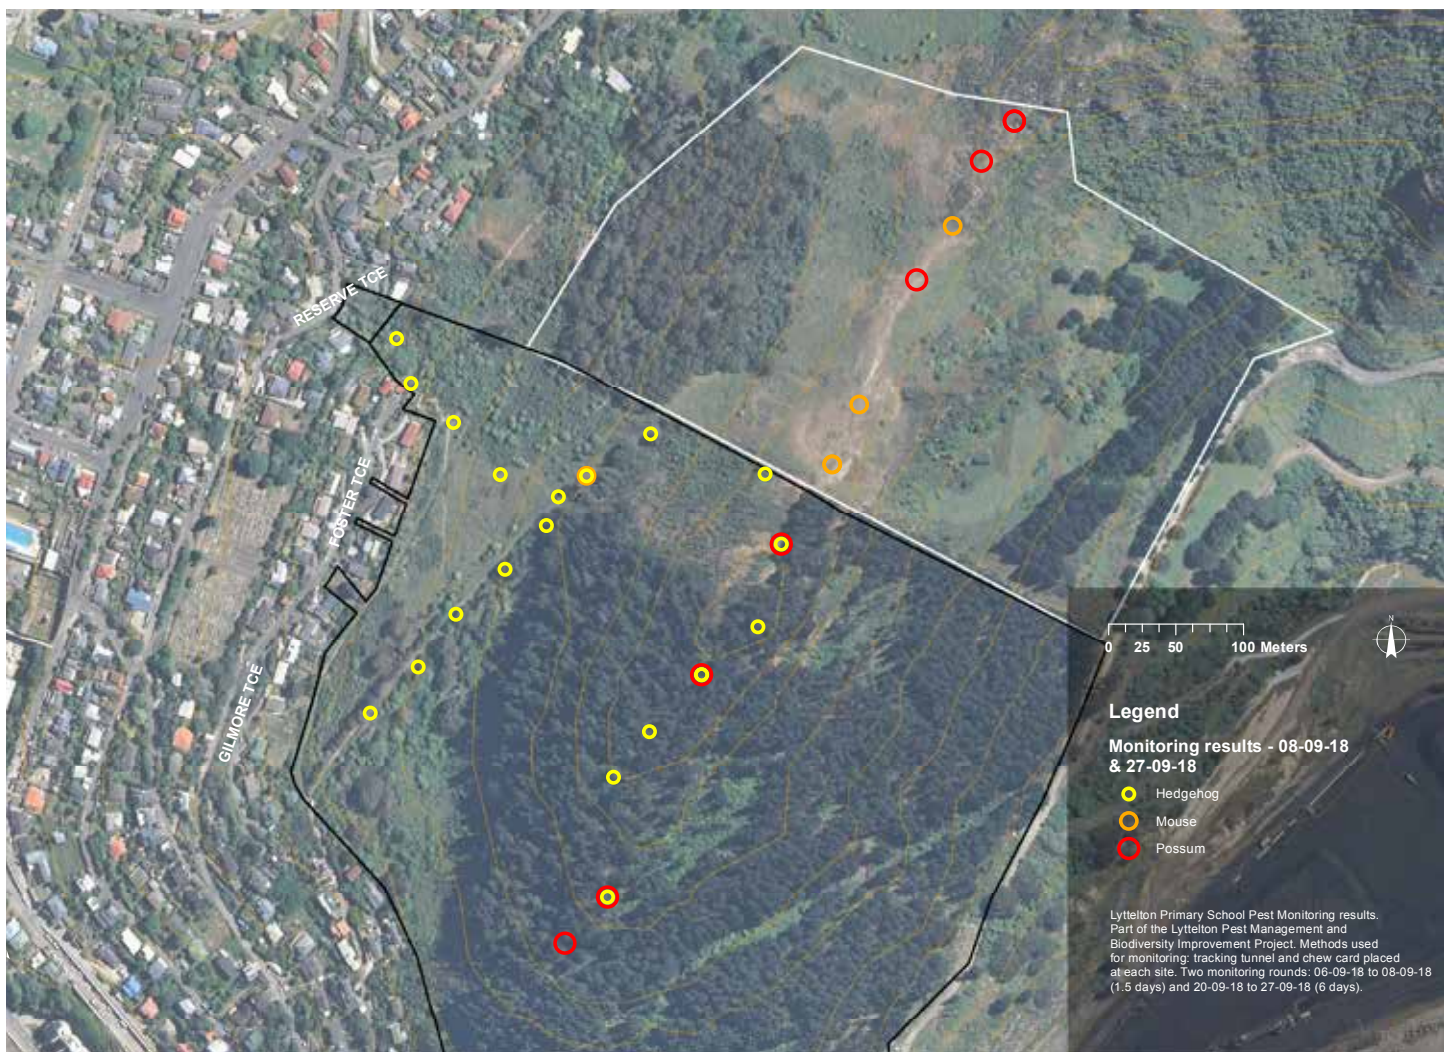 RESERVE TCE
FOSTER TCE
GILMORE TCE
N
0 25 50 100 Meters
Legend
Monitoring results - 08-09-18
& 27-09-18
Hedgehog
Mouse
Possum
Lyttelton Primary School Pest Monitoring results.
Part of the Lyttelton Pest Management and
Biodiversity Improvement Project. Methods used
for monitoring: tracking tunnel and chew card placed
at each site. Two monitoring rounds: 06-09-18 to 08-09-18
(1.5 days) and 20-09-18 to 27-09-18 (6 days).